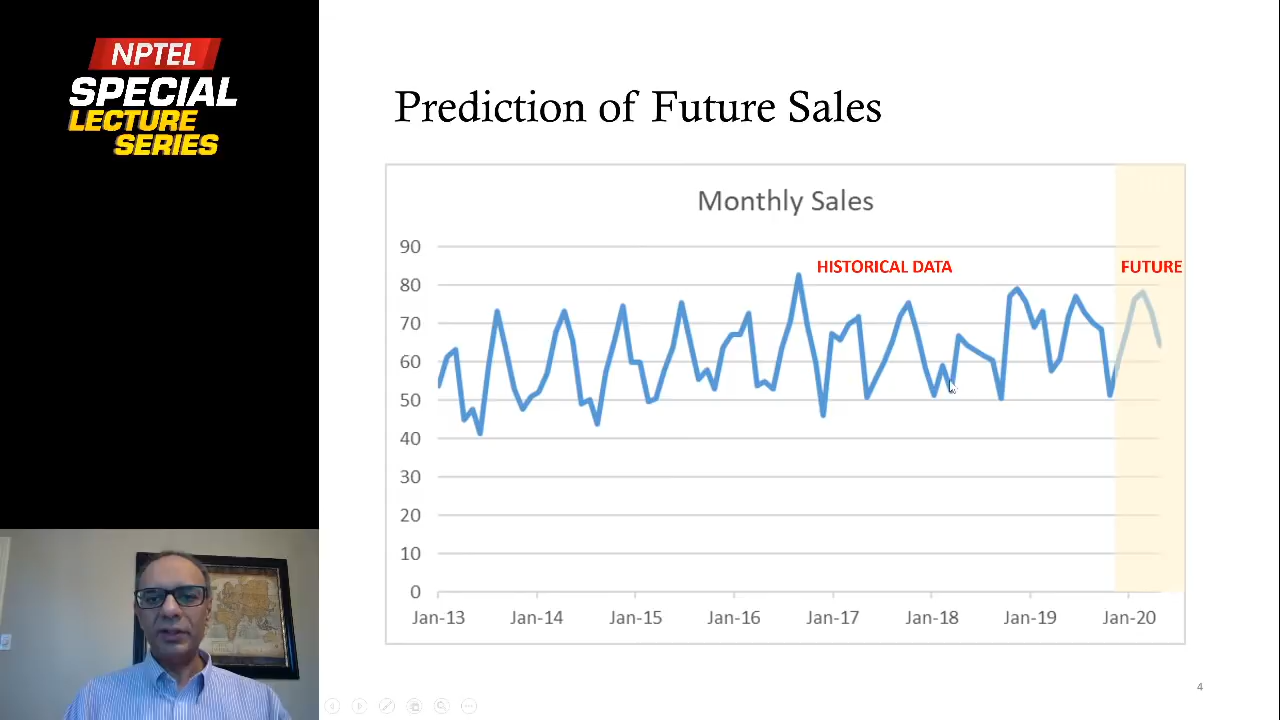 NPTEL
SPECIAL
LECTURE
SERIES
Prediction of Future Sales
Monthly Sales
HISTORICAL DATA
FUTURE
90
80
70
60
50
40
30
20
10
0
Jan-13 Jan-14 Jan-15 Jan-16 Jan-17 Jan-18 Jan-19 Jan-20
4